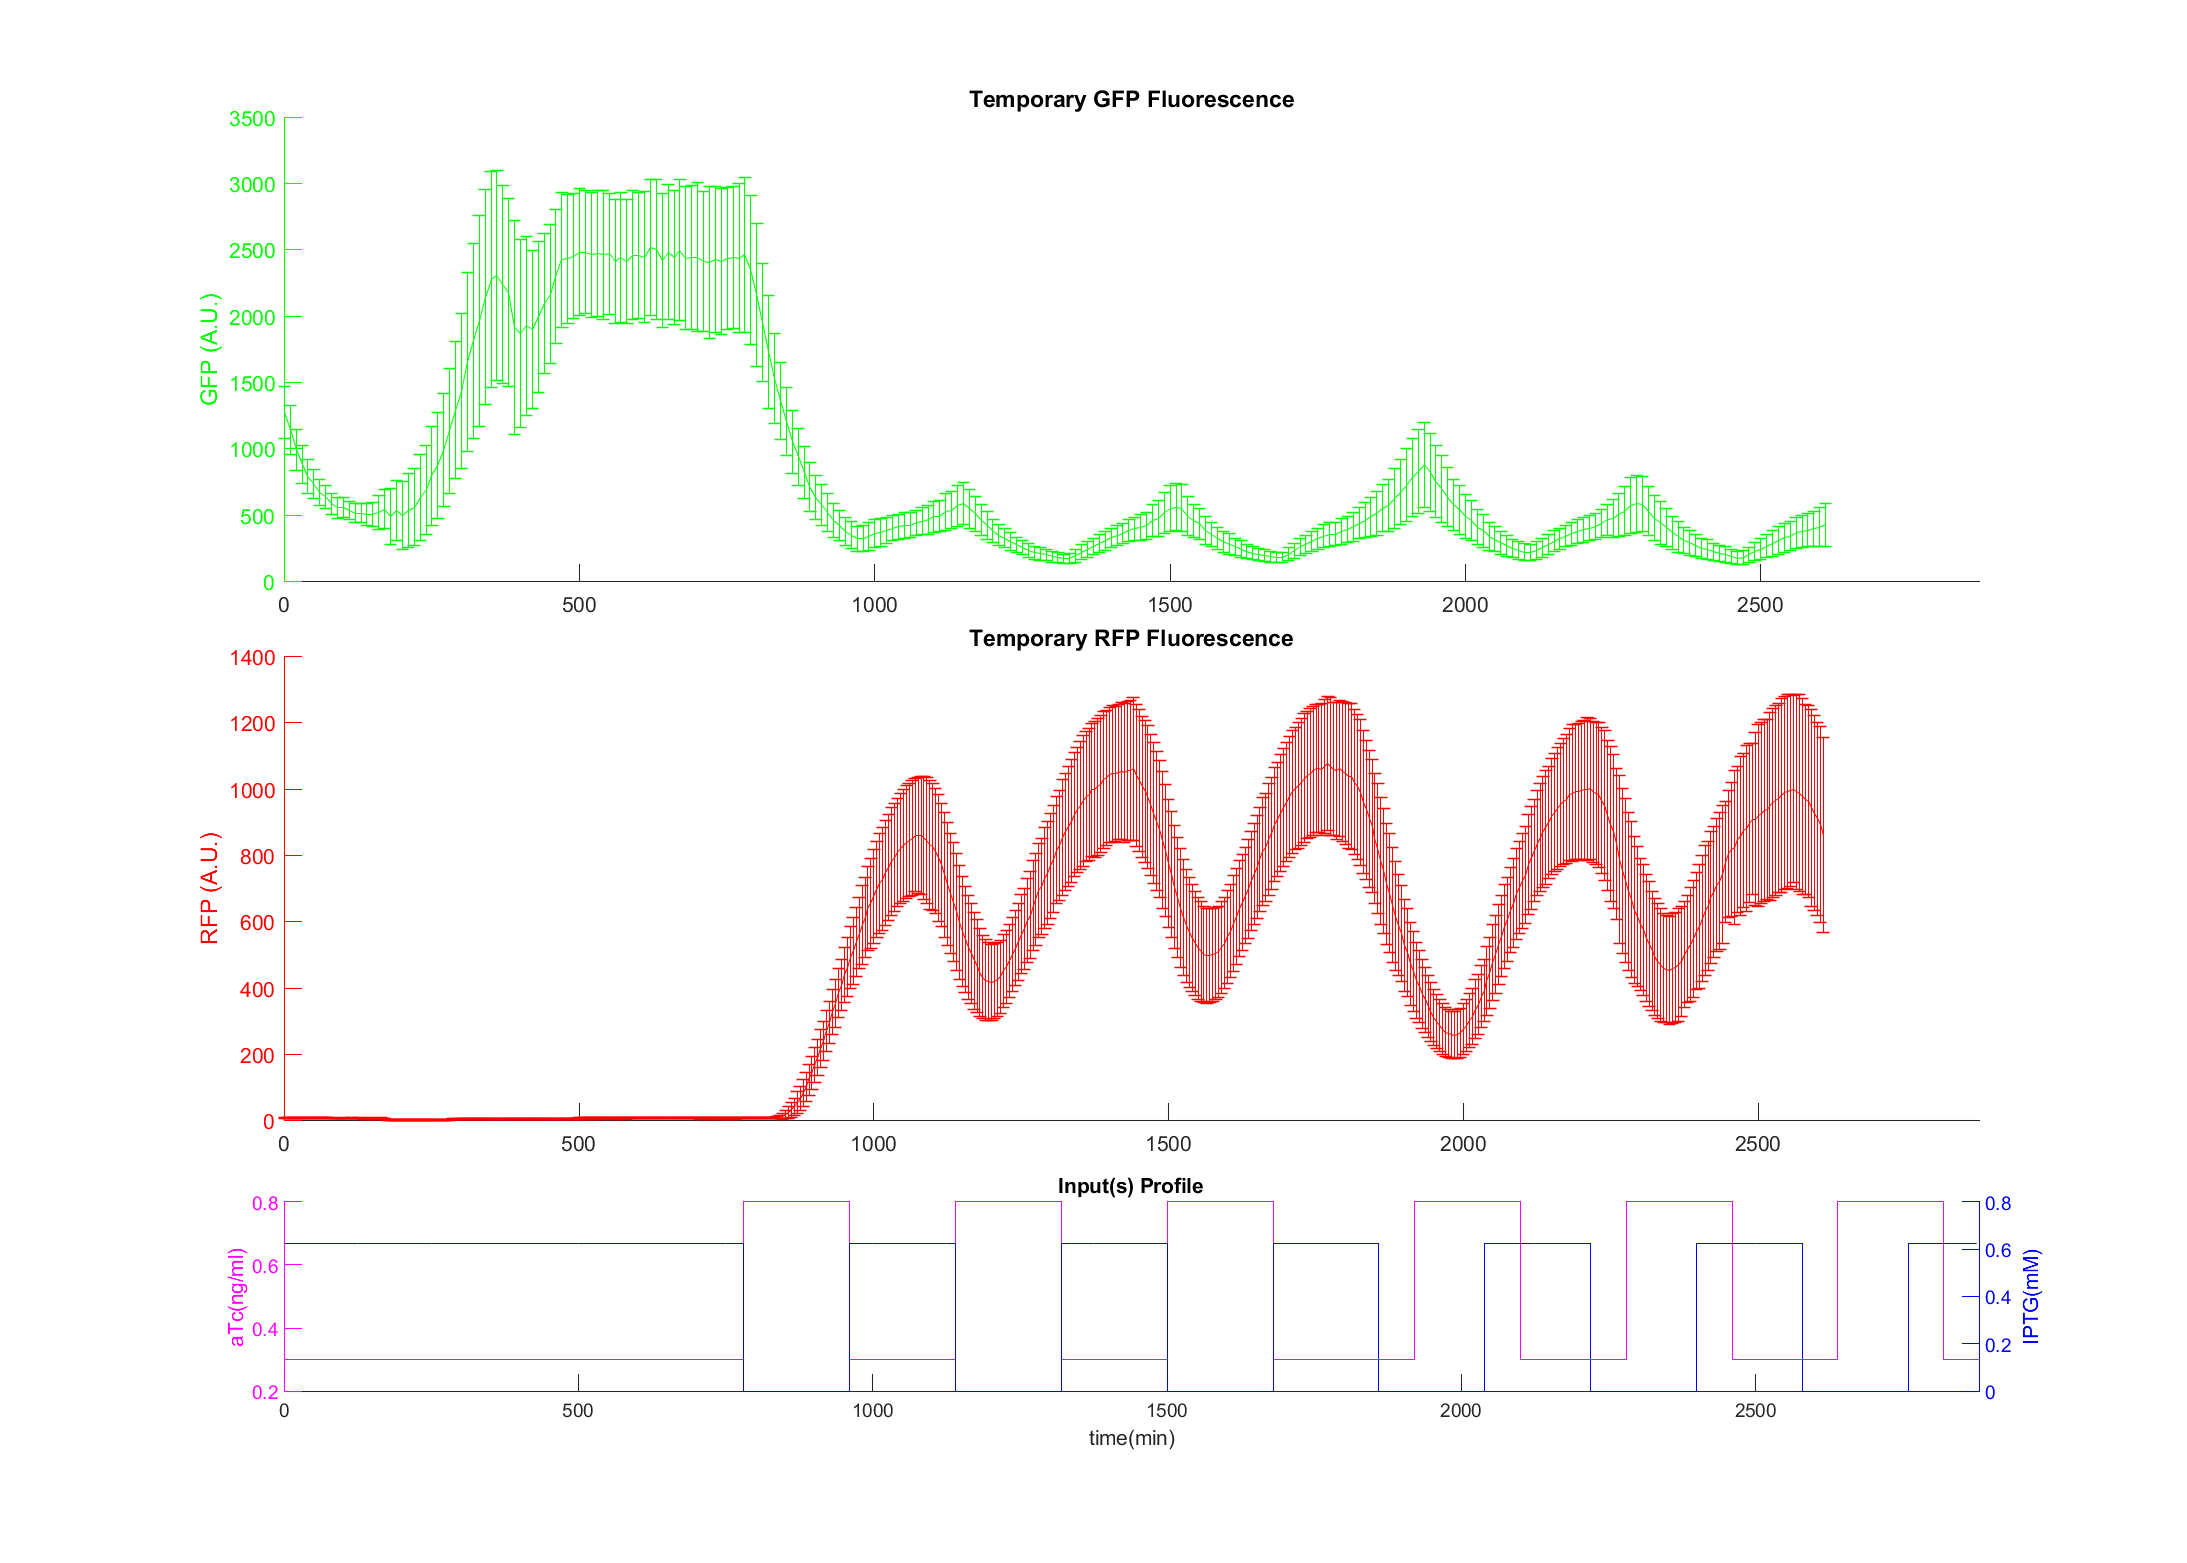 Temporary GFP Fluorescence
3500
3000
2500
2000
1500
1000
500
0
GFP (A.U.)
0 500 1000 1500 2000 2500
Temporary RFP Fluorescence
1400
1200
1000
800
600
400
200
0
RFP (A.U.)
0 500 1000 1500 2000 2500
Input(s) Profile
0.8 0.8
0.6 0.6
0.4 0.4
0.2
0.2 0
aTc(ng/ml)
IPTG(mM)
0 500 1000 1500 2000 2500
time(min)